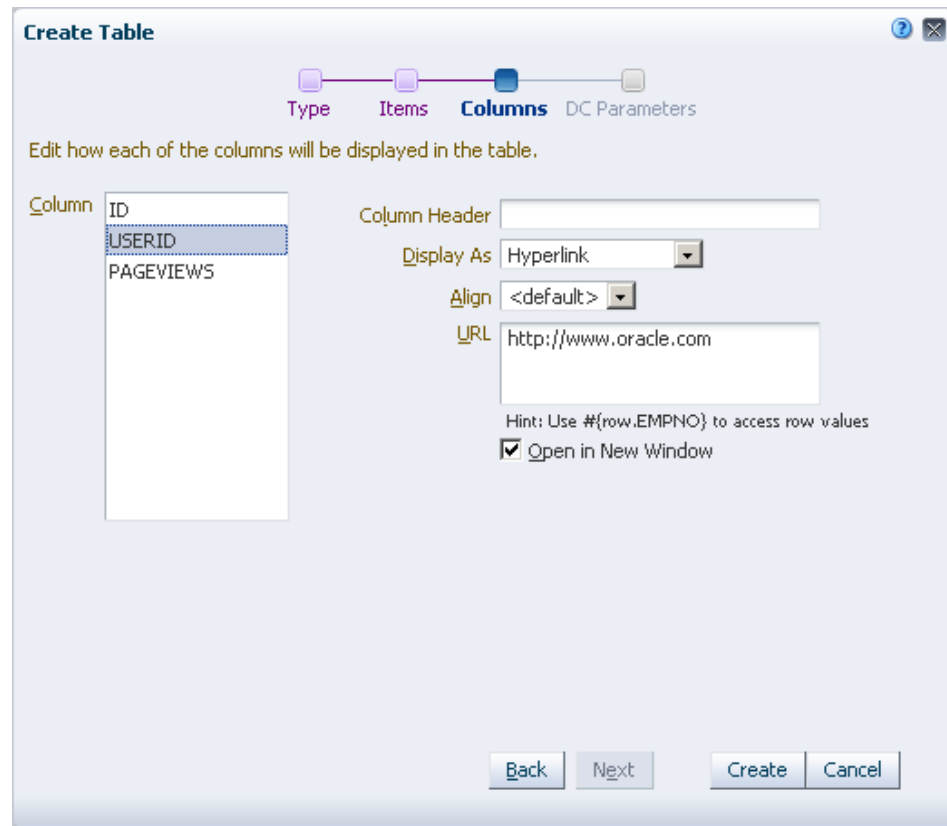 Create Table
Type Items Columns DC Parameters
Edit how each of the columns will be displayed in the table.
Column
ID
USERID
PAGEVIEWS
Column Header
Display As Hyperlink
Align <default>
URL http://www.oracle.com
Hint: Use #{row.EMPNO} to access row values
Open in New Window
Back Next Create Cancel